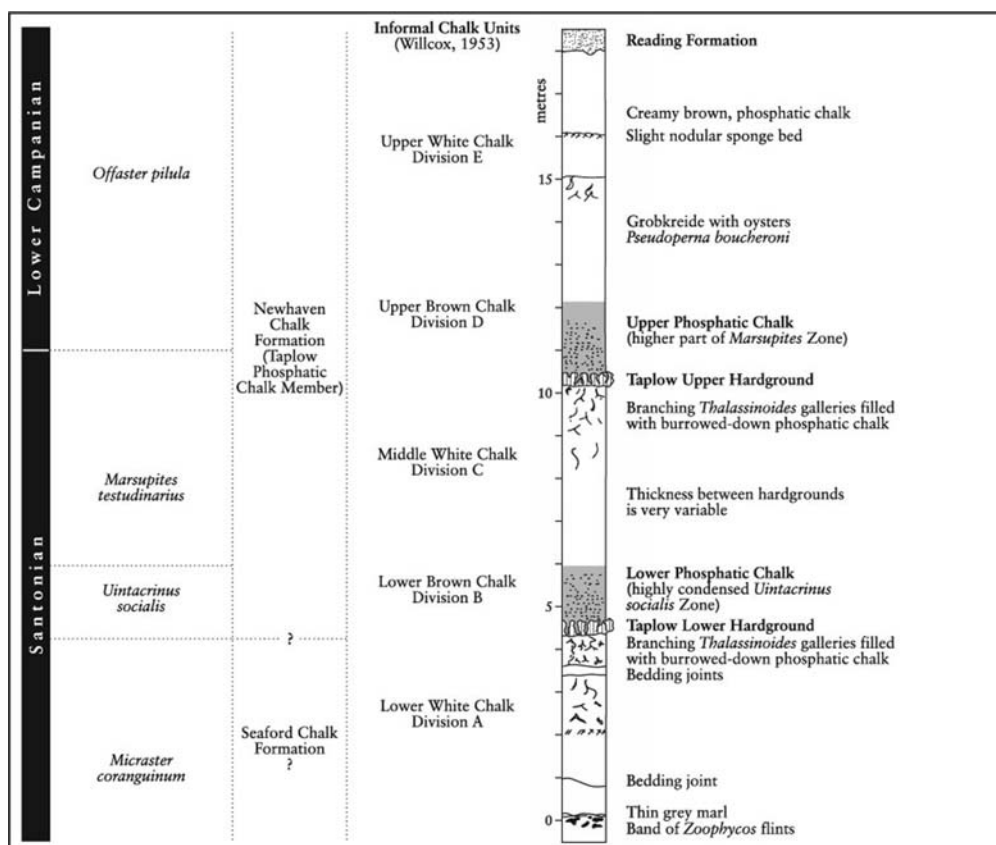 Lower Campanian
Santonian
Offaster pilula
Marsupites
testudinarius
Uintacrinus
socialis
Micraster
coranguinum
Newhaven
Chalk
Formation
(Taplow
Phosphatic
Chalk Member)
?
Seaford Chalk
Formation
?
Informal Chalk Units
(Willcox, 1953)
Upper White Chalk
Division E
Upper Brown Chalk
Division D
Middle White Chalk
Division C
Lower Brown Chalk
Division B
Lower White Chalk
Division A
metres
15
10
5
0
Reading Formation
Creamy brown, phosphatic chalk
Slight nodular sponge bed
Grobkreide with oysters
Pseudoperna boucheroni
Upper Phosphatic Chalk
(higher part of Marsupites Zone)
Taplow Upper Hardground
Branching Thalassinoides galleries filled
with burrowed-down phosphatic chalk
Thickness between hardgrounds
is very variable
Lower Phosphatic Chalk
(highly condensed Uintacrinus
socialis Zone)
Taplow Lower Hardground
Branching Thalassinoides galleries filled
with burrowed-down phosphatic chalk
Bedding joints
Bedding joint
Thin grey marl
Band of Zoophycos flints